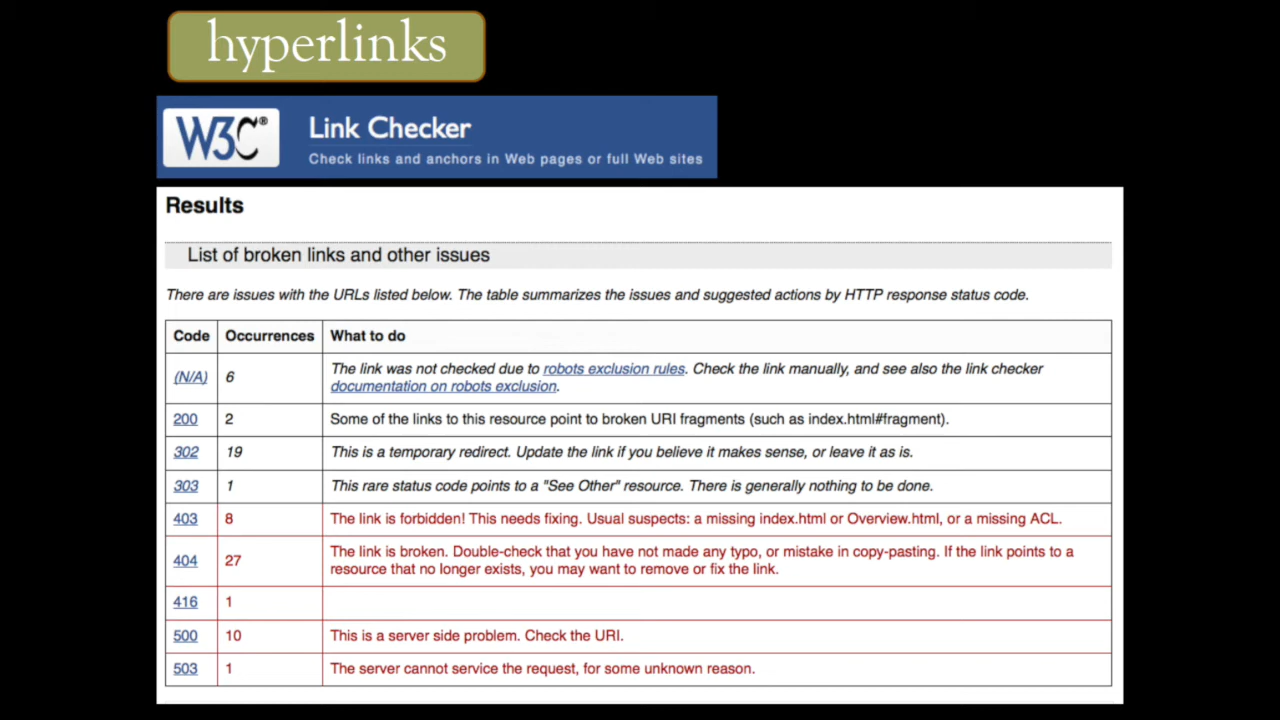 hyperlinks
W3C® Link Checker
Check links and anchors in Web pages or full Web sites
Results
List of broken links and other issues
There are issues with the URLs listed below. The table summarizes the issues and suggested actions by HTTP response status code.
Code Occurrences What to do
(N/A) 6 The link was not checked due to robots exclusion rules. Check the link manually, and see also the link checker
documentation on robots exclusion.
200 2 Some of the links to this resource point to broken URI fragments (such as index.html#fragment).
302 19 This is a temporary redirect. Update the link if you believe it makes sense, or leave it as is.
303 1 This rare status code points to a "See Other" resource. There is generally nothing to be done.
403 8 The link is forbidden! This needs fixing. Usual suspects: a missing index.html or Overview.html, or a missing ACL.
404 27 The link is broken. Double-check that you have not made any typo, or mistake in copy-pasting. If the link points to a
resource that no longer exists, you may want to remove or fix the link.
416 1
500 10 This is a server side problem. Check the URI.
503 1 The server cannot service the request, for some unknown reason.